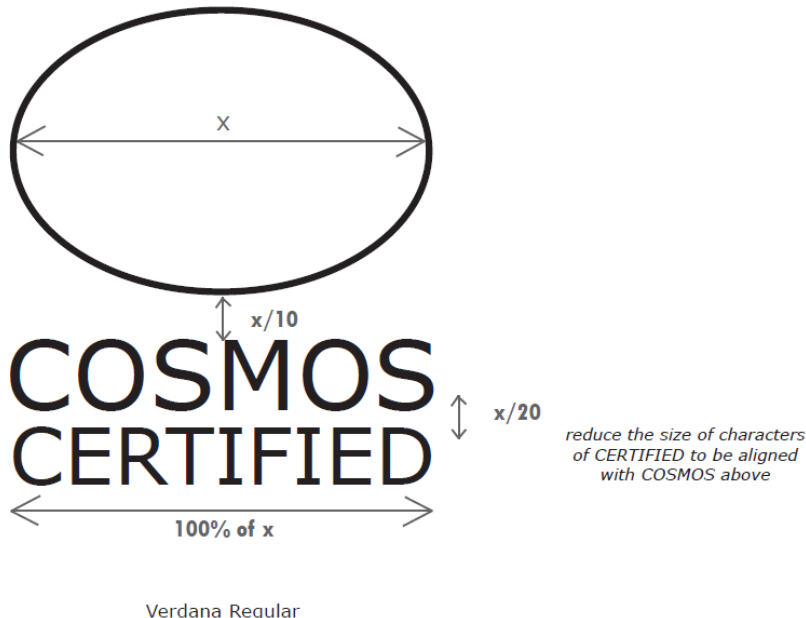 X
x/10
COSMOS
x/20
CERTIFIED
reduce the size of characters
of CERTIFIED to be aligned
with COSMOS above
100% of x
Verdana Regular